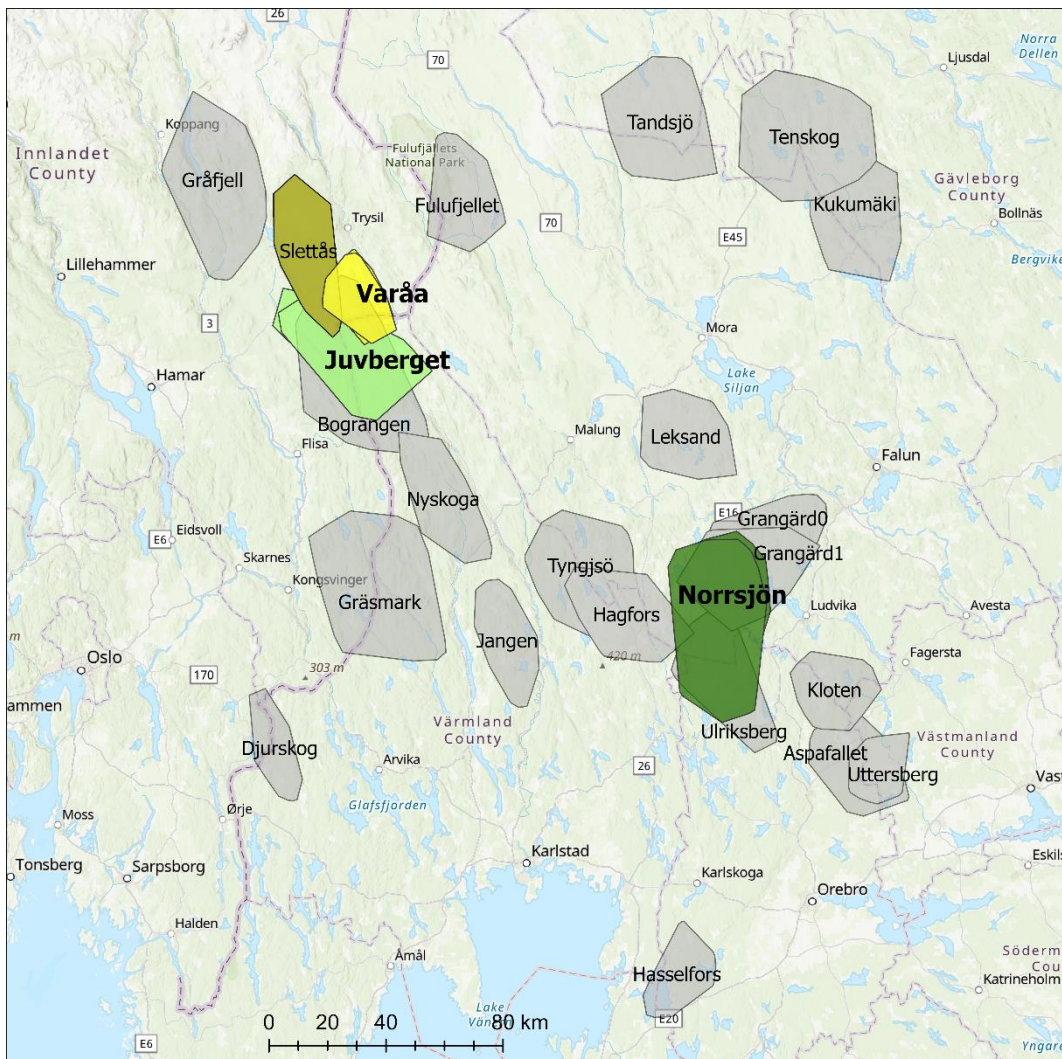 26
70
Norra
Dellen
Ljusdal
Koppang
Innlandet
County
Gråfjell
Fulufjällets
National Park
Tandsjö
Tenskog
Gävleborg
County
Fulufjellet
Trysil
70
E45
Kukumäki
Bollnäs
Slettås
Lillehammer
Bergvike
Varåa
3
Mora
Juvberget
Lake
Siljan
Hamar
Bograngen
Flisa
Malung
Leksand
Falun
Nyskoga
E16
Grangärd0
E6
Eidsvoll
Grangärd1
Skarnes
Tyngjsö
Kongsvinger
Norrsjön
Gräsmark
Hagfors
Ludvika
Avesta
m
Jangen
Oslo
303 m
420 m
Fagersta
170
Kloten
ammen
Värmland
County
Ulriksberg
Västmanland
County
Djurskog
Aspafallet
Arvika
26
Uttersberg
Väst
Glafsfjorden
Moss
Ørje
Karlstad
Eskils
Tonsberg
Sarpsborg
Karlskoga
Örebro
Halden
Åmål
Söderm
Cou
Hasselfors
Katrineholm
Lake
Vänern
0 20 40 80 km
E20
E6
Yngare